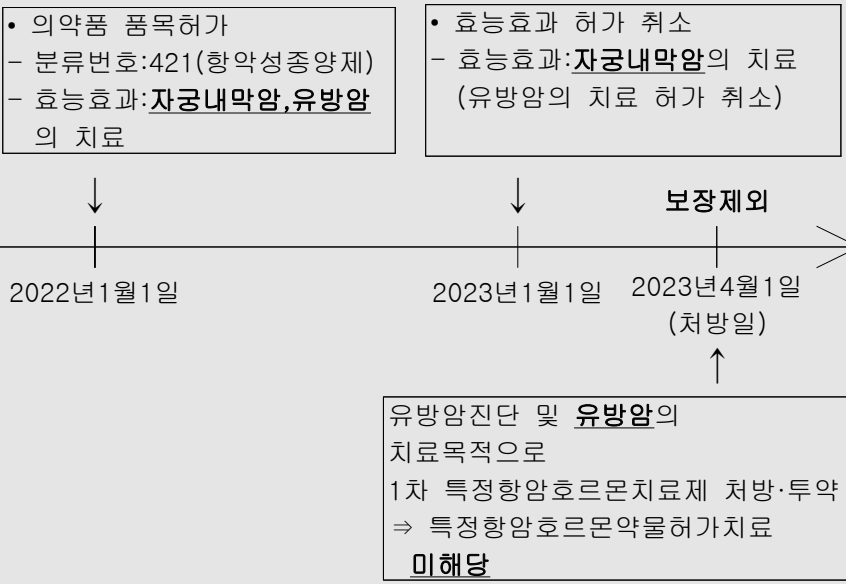 • 의약품 품목허가
- 분류번호:421(항악성종양제)
- 효능효과:자궁내막암,유방암
의 치료
• 효능효과 허가 취소
- 효능효과:자궁내막암의 치료
(유방암의 치료 허가 취소)
보장제외
2022년1월1일
2023년1월1일
2023년4월1일
(처방일)
유방암진단 및 유방암의
치료목적으로
1차 특정항암호르몬치료제 처방·투약
⇒ 특정항암호르몬약물허가치료
미해당